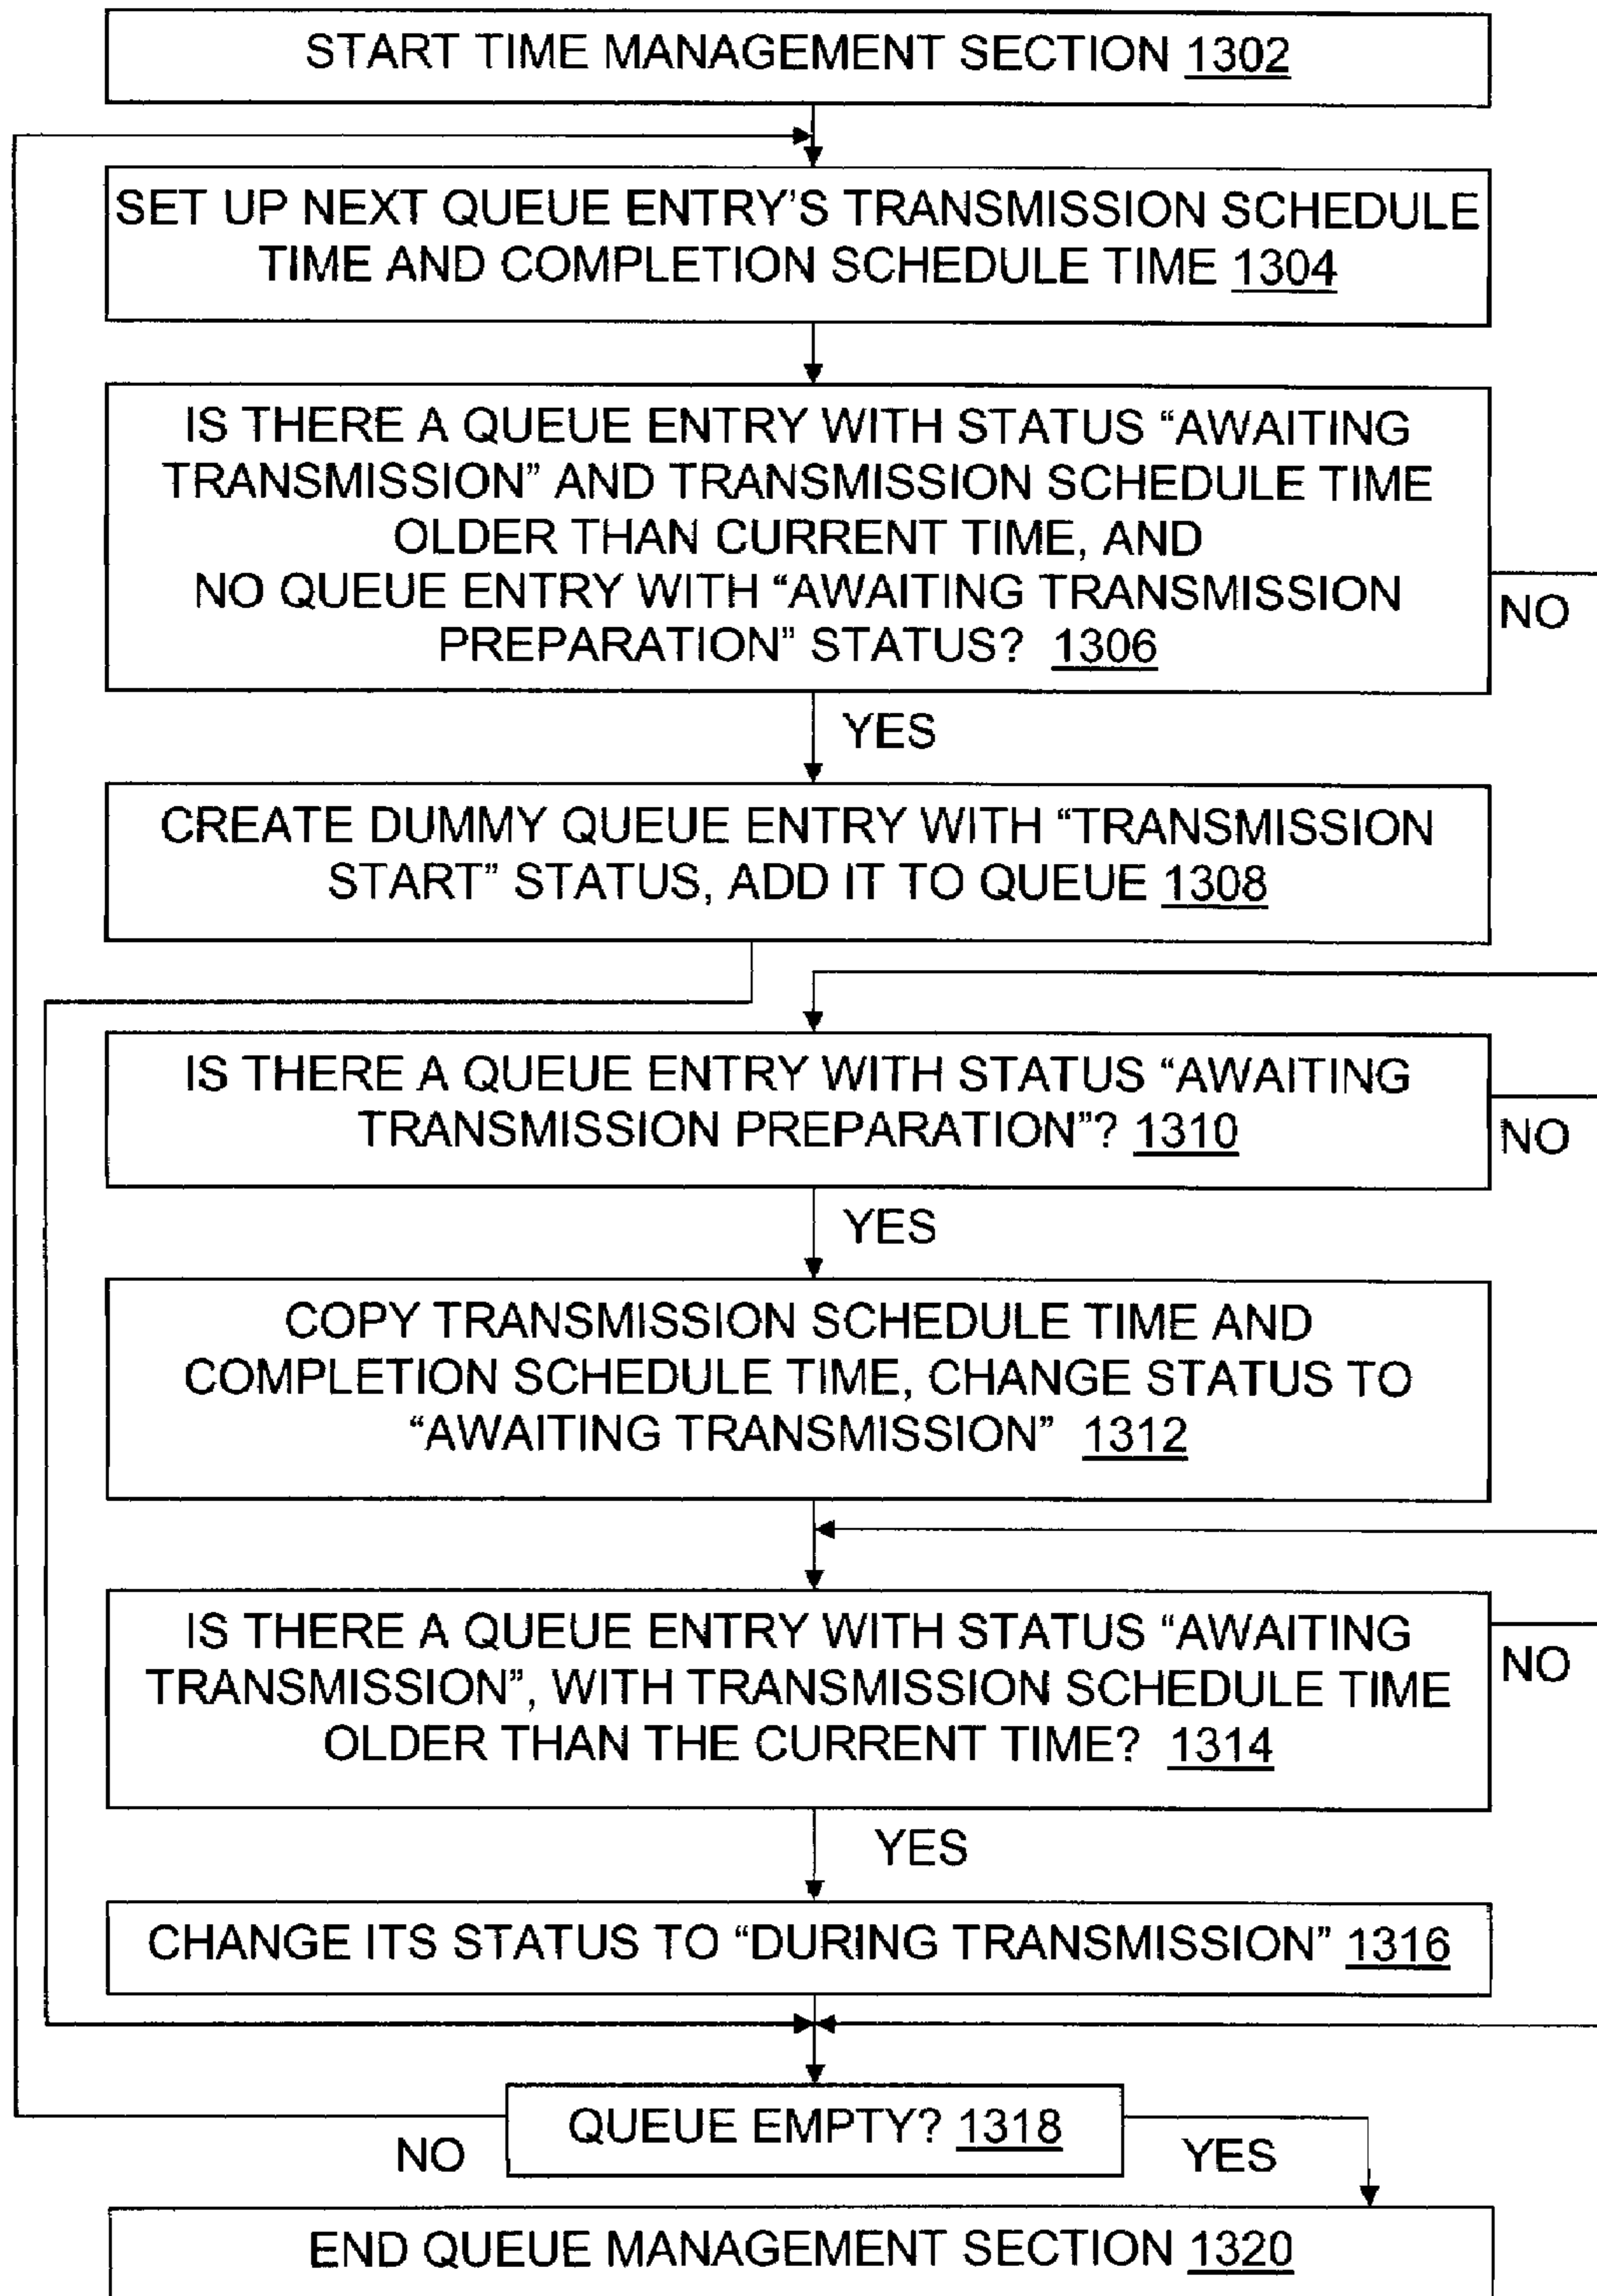 START TIME MANAGEMENT SECTION 1302
SET UP NEXT QUEUE ENTRY'S TRANSMISSION SCHEDULE
TIME AND COMPLETION SCHEDULE TIME 1304
IS THERE A QUEUE ENTRY WITH STATUS “AWAITING
TRANSMISSION” AND TRANSMISSION SCHEDULE TIME
OLDER THAN CURRENT TIME, AND
NO QUEUE ENTRY WITH “AWAITING TRANSMISSION
PREPARATION” STATUS? 1306
NO
YES
CREATE DUMMY QUEUE ENTRY WITH “TRANSMISSION
START” STATUS, ADD IT TO QUEUE 1308
IS THERE A QUEUE ENTRY WITH STATUS “AWAITING
TRANSMISSION PREPARATION”? 1310
NO
YES
COPY TRANSMISSION SCHEDULE TIME AND
COMPLETION SCHEDULE TIME, CHANGE STATUS TO
“AWAITING TRANSMISSION” 1312
IS THERE A QUEUE ENTRY WITH STATUS “AWAITING
TRANSMISSION”, WITH TRANSMISSION SCHEDULE TIME
OLDER THAN THE CURRENT TIME? 1314
NO
YES
CHANGE ITS STATUS TO “DURING TRANSMISSION” 1316
QUEUE EMPTY? 1318
NO
YES
END QUEUE MANAGEMENT SECTION 1320